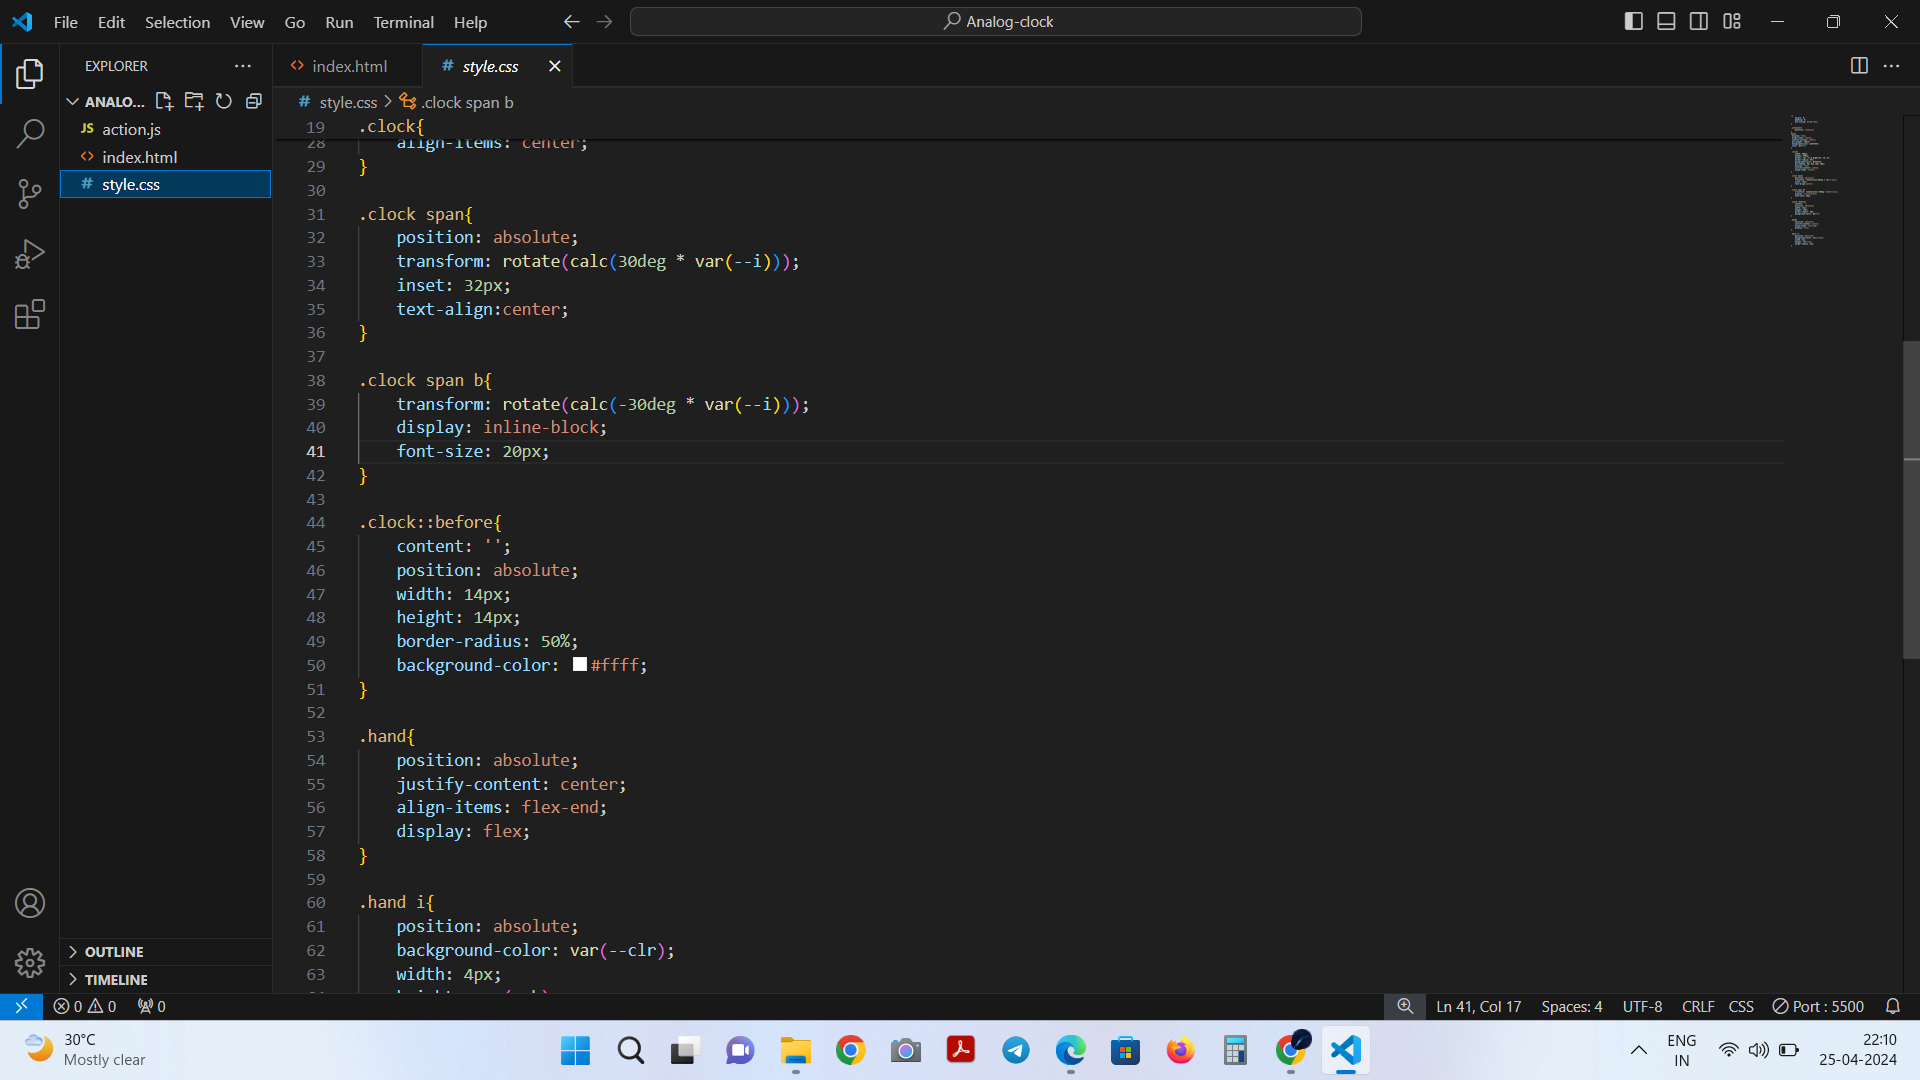 File Edit Selection View Go Run Terminal Help
Analog-clock
EXPLORER
ANALO...
JS action.js
<> index.html
# style.css
OUTLINE
TIMELINE
<> index.html
# style.css
# style.css > .clock span b
19 .clock{
28     align-items: center;
29 }
30
31 .clock span{
32     position: absolute;
33     transform: rotate(calc(30deg * var(--i)));
34     inset: 32px;
35     text-align:center;
36 }
37
38 .clock span b{
39     transform: rotate(calc(-30deg * var(--i)));
40     display: inline-block;
41     font-size: 20px;
42 }
43
44 .clock::before{
45     content: '';
46     position: absolute;
47     width: 14px;
48     height: 14px;
49     border-radius: 50%;
50     background-color: #ffff;
51 }
52
53 .hand{
54     position: absolute;
55     justify-content: center;
56     align-items: flex-end;
57     display: flex;
58 }
59
60 .hand i{
61     position: absolute;
62     background-color: var(--clr);
63     width: 4px;
0 0 0
Ln 41, Col 17 Spaces: 4 UTF-8 CRLF CSS Port : 5500
30°C
Mostly clear
ENG
IN
22:10
25-04-2024